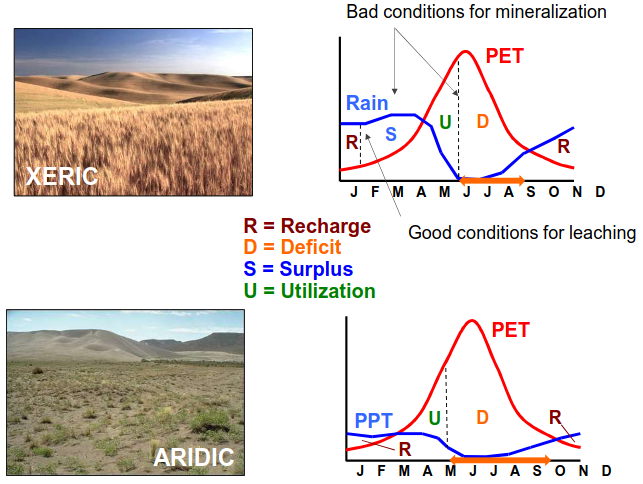 Bad conditions for mineralization
PET
Rain
R
S
U
D
R
J F M A M J J A S O N D
XERIC
Good conditions for leaching
R = Recharge
D = Deficit
S = Surplus
U = Utilization
PET
PPT
R
U
D
R
J F M A M J J A S O N D
ARIDIC